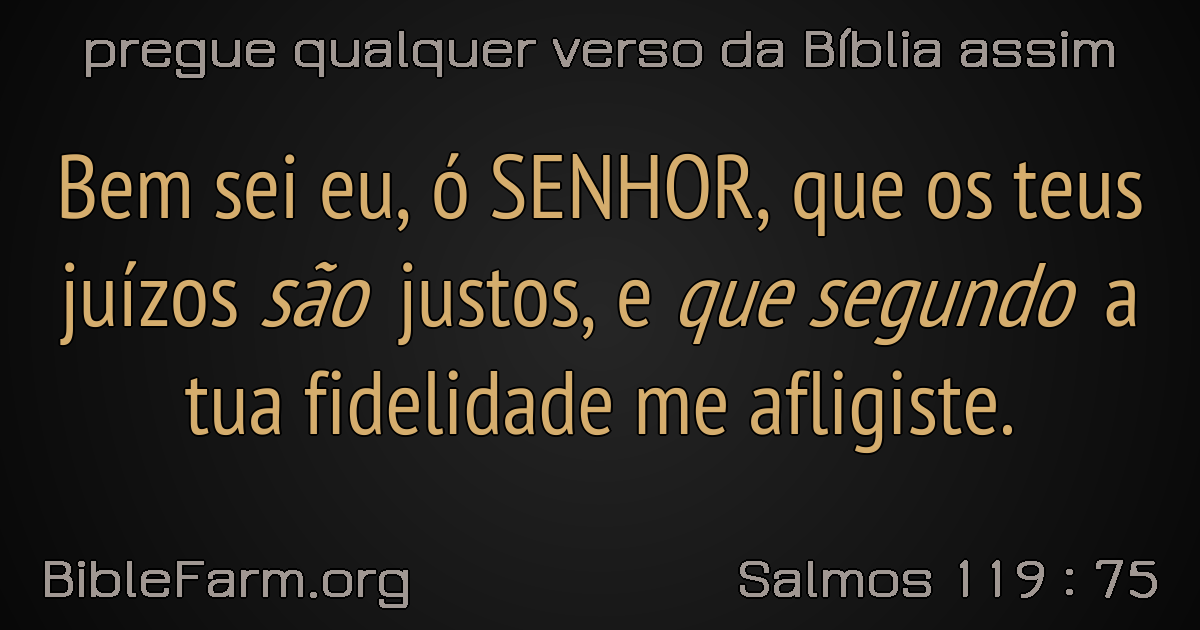 pregue qualquer verso da Bíblia assim
Bem sei eu, ó SENHOR, que os teus
juízos são justos, e que segundo a
tua fidelidade me afligiste.
BibleFarm.org
Salmos 119 : 75